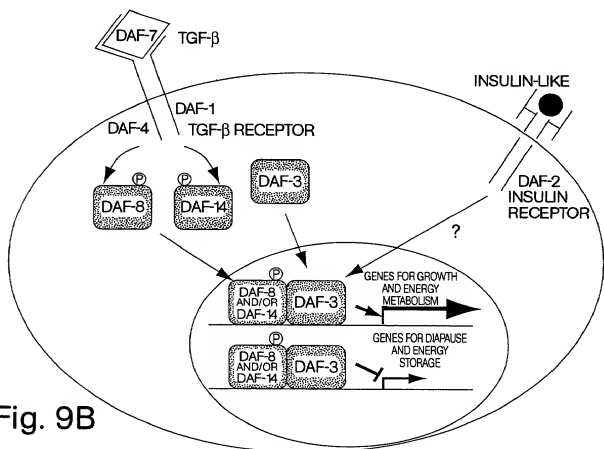 DAF-7 TGF-β
INSULIN-LIKE
DAF-1
DAF-4
TGF-β RECEPTOR
P P
DAF-8 DAF-14 DAF-3
DAF-2
INSULIN
RECEPTOR
?
P
DAF-8
AND/OR
DAF-14
DAF-3
GENES FOR GROWTH
AND ENERGY
METABOLISM
P
DAF-8
AND/OR
DAF-14
DAF-3
GENES FOR DIAPAUSE
AND ENERGY
STORAGE
Fig. 9B